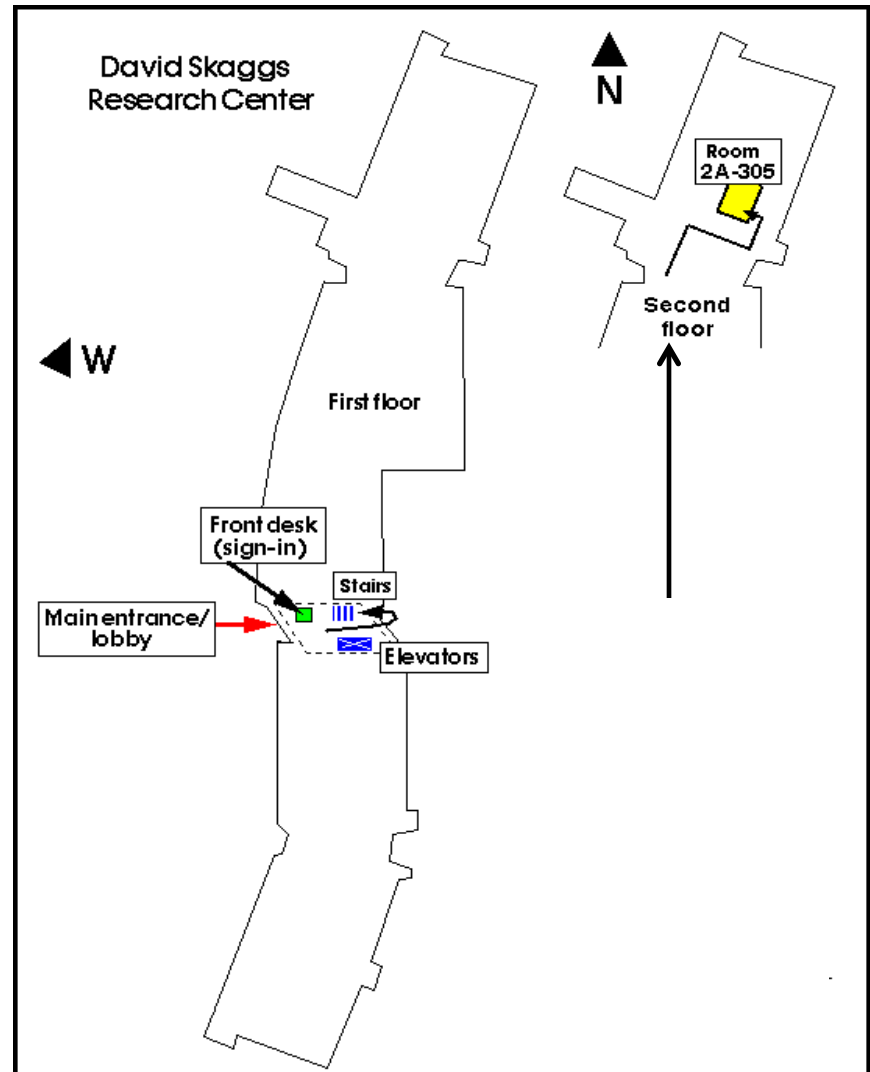 David Skaggs
Research Center
N
Room
2A-305
Second
floor
W
First floor
Front desk
(sign-in)
Stairs
Main entrance/
lobby
Elevators